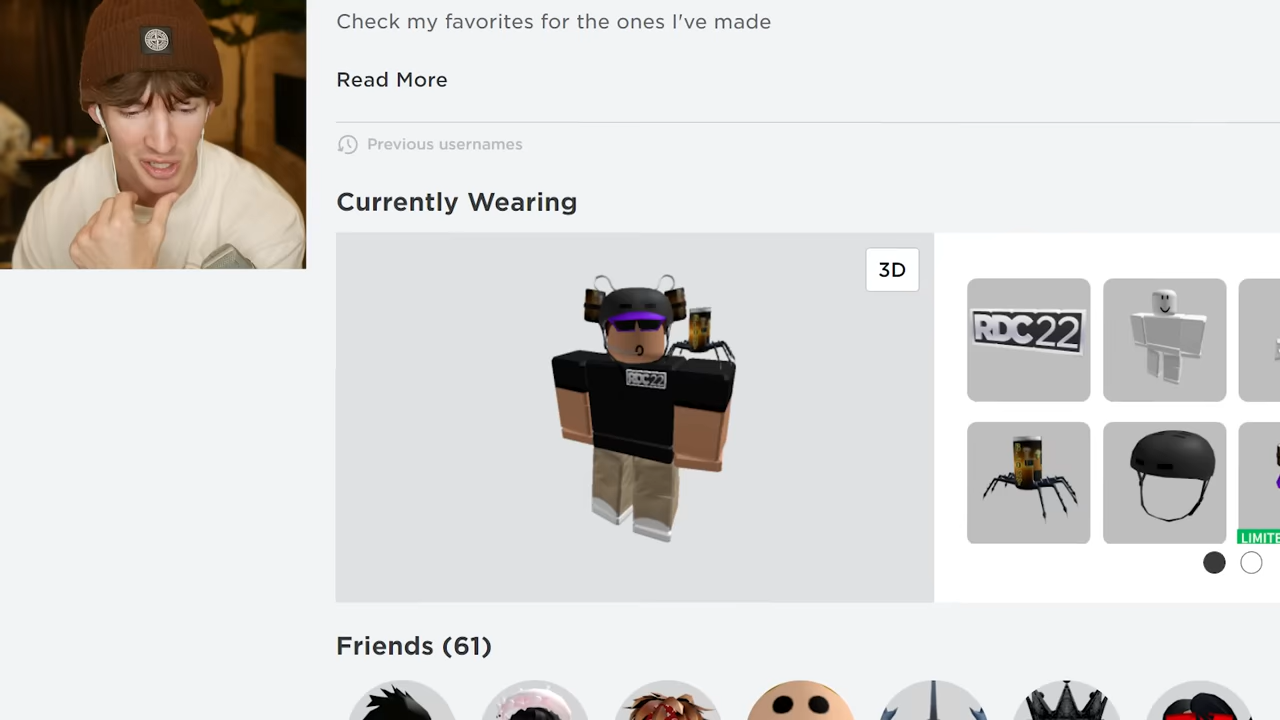 Check my favorites for the ones I've made
Read More
Previous usernames
Currently Wearing
3D
RDC22
RDC22
Friends (61)